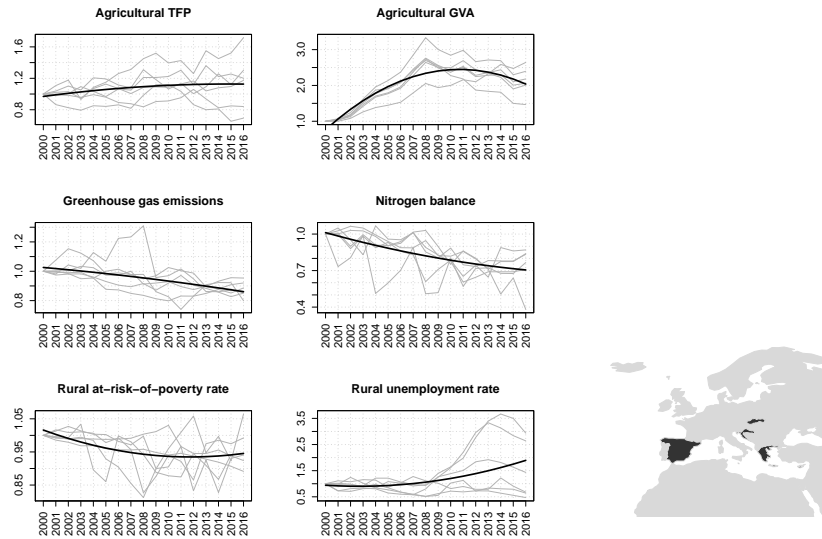 Agricultural TFP
0.8 1.0 1.2 1.6
2000 2001 2002 2003 2004 2005 2006 2007 2008 2009 2010 2011 2012 2013 2014 2015 2016
Agricultural GVA
1.0 2.0 3.0
2000 2001 2002 2003 2004 2005 2006 2007 2008 2009 2010 2011 2012 2013 2014 2015 2016
Greenhouse gas emissions
0.8 1.0 1.2
2000 2001 2002 2003 2004 2005 2006 2007 2008 2009 2010 2011 2012 2013 2014 2015 2016
Nitrogen balance
0.4 0.7 1.0
2000 2001 2002 2003 2004 2005 2006 2007 2008 2009 2010 2011 2012 2013 2014 2015 2016
Rural at−risk−of−poverty rate
0.85 0.95 1.05
2000 2001 2002 2003 2004 2005 2006 2007 2008 2009 2010 2011 2012 2013 2014 2015 2016
Rural unemployment rate
0.5 1.5 2.5 3.5
2000 2001 2002 2003 2004 2005 2006 2007 2008 2009 2010 2011 2012 2013 2014 2015 2016